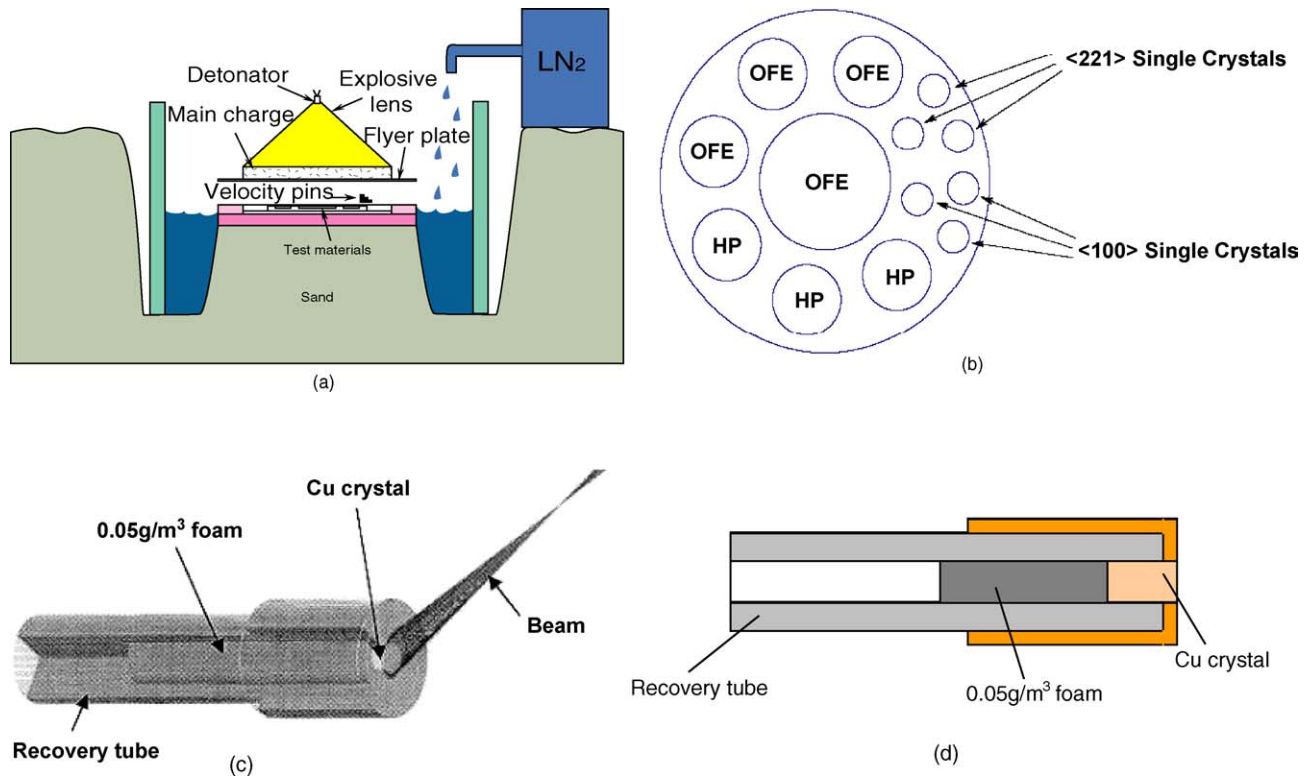 Detonator
Explosive
lens
Main charge
Flyer plate
LN2
Velocity pins
Test materials
Sand
(a)
OFE
OFE
OFE
OFE
HP
HP
HP
<221> Single Crystals
<100> Single Crystals
(b)
Cu crystal
0.05g/m³ foam
Beam
Recovery tube
(c)
Recovery tube
0.05g/m³ foam
Cu crystal
(d)